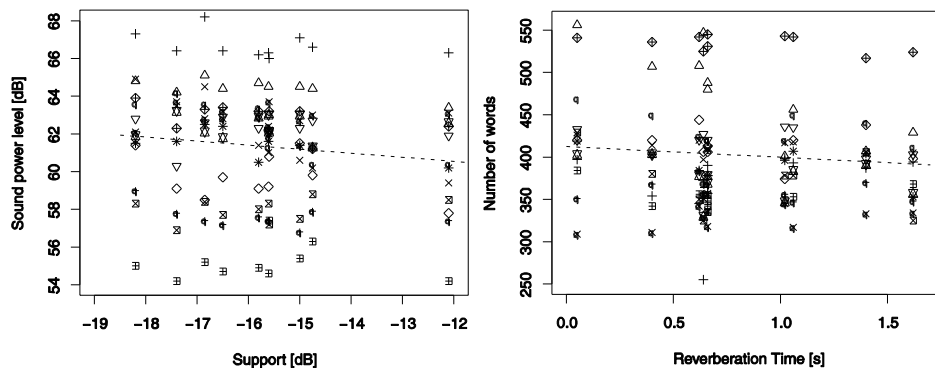 68
66
64
62
60
58
56
54
Sound power level [dB]
−19 −18 −17 −16 −15 −14 −13 −12
Support [dB]
550
500
450
400
350
300
250
Number of words
0.0 0.5 1.0 1.5
Reverberation Time [s]